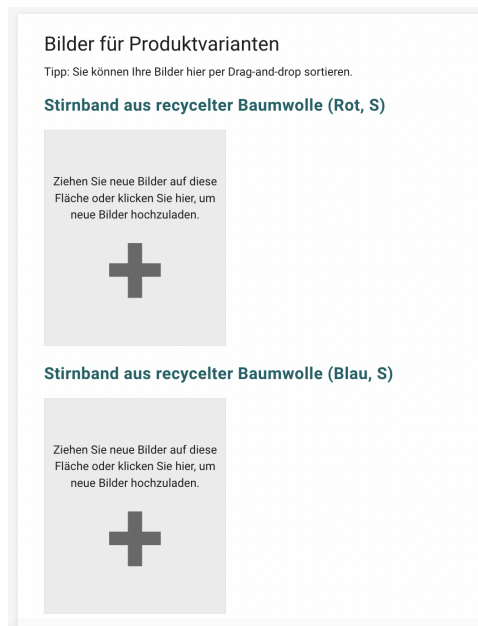 Bilder für Produktvarianten
Tipp: Sie können Ihre Bilder hier per Drag-and-drop sortieren.
Stirnband aus recycelter Baumwolle (Rot, S)
Ziehen Sie neue Bilder auf diese
Fläche oder klicken Sie hier, um
neue Bilder hochzuladen.
Stirnband aus recycelter Baumwolle (Blau, S)
Ziehen Sie neue Bilder auf diese
Fläche oder klicken Sie hier, um
neue Bilder hochzuladen.